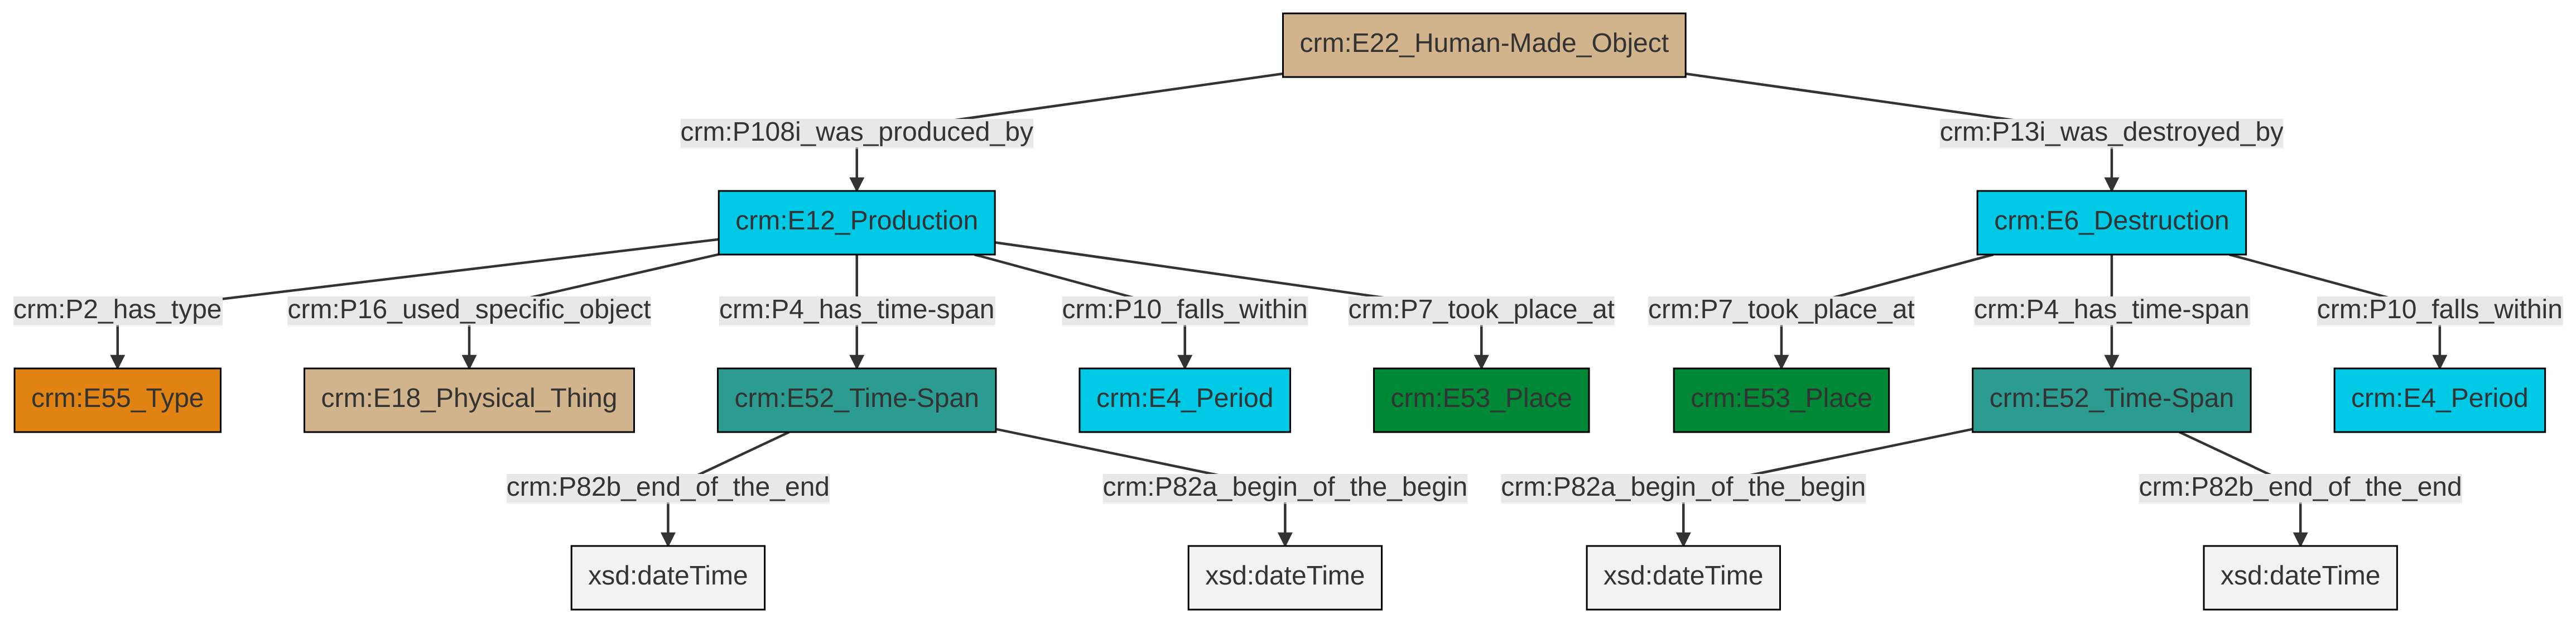 crm:E22_Human-Made_Object
crm:P108i_was_produced_by
crm:P13i_was_destroyed_by
crm:E12_Production
crm:E6_Destruction
crm:P2_has_type
crm:P16_used_specific_object
crm:P4_has_time-span
crm:P10_falls_within
crm:P7_took_place_at
crm:P7_took_place_at
crm:P4_has_time-span
crm:P10_falls_within
crm:E55_Type
crm:E18_Physical_Thing
crm:E52_Time-Span
crm:E4_Period
crm:E53_Place
crm:E53_Place
crm:E52_Time-Span
crm:E4_Period
crm:P82b_end_of_the_end
crm:P82a_begin_of_the_begin
crm:P82a_begin_of_the_begin
crm:P82b_end_of_the_end
xsd:dateTime
xsd:dateTime
xsd:dateTime
xsd:dateTime